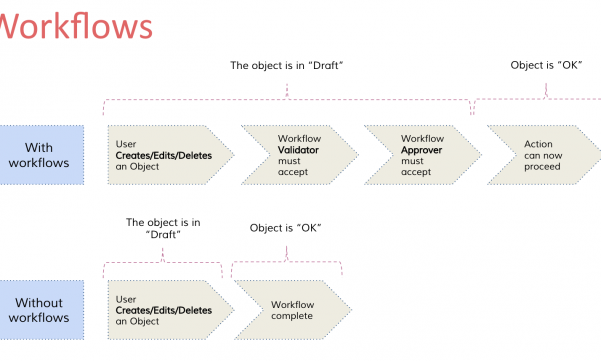 Workflows
The object is in “Draft”
Object is “OK”
With
workflows
User
Creates/Edits/Deletes
an Object
Workflow
Validator
must
accept
Workflow
Approver
must
accept
Action
can now
proceed
The object is in
“Draft”
Object is “OK”
Without
workflows
User
Creates/Edits/Deletes
an Object
Workflow
complete